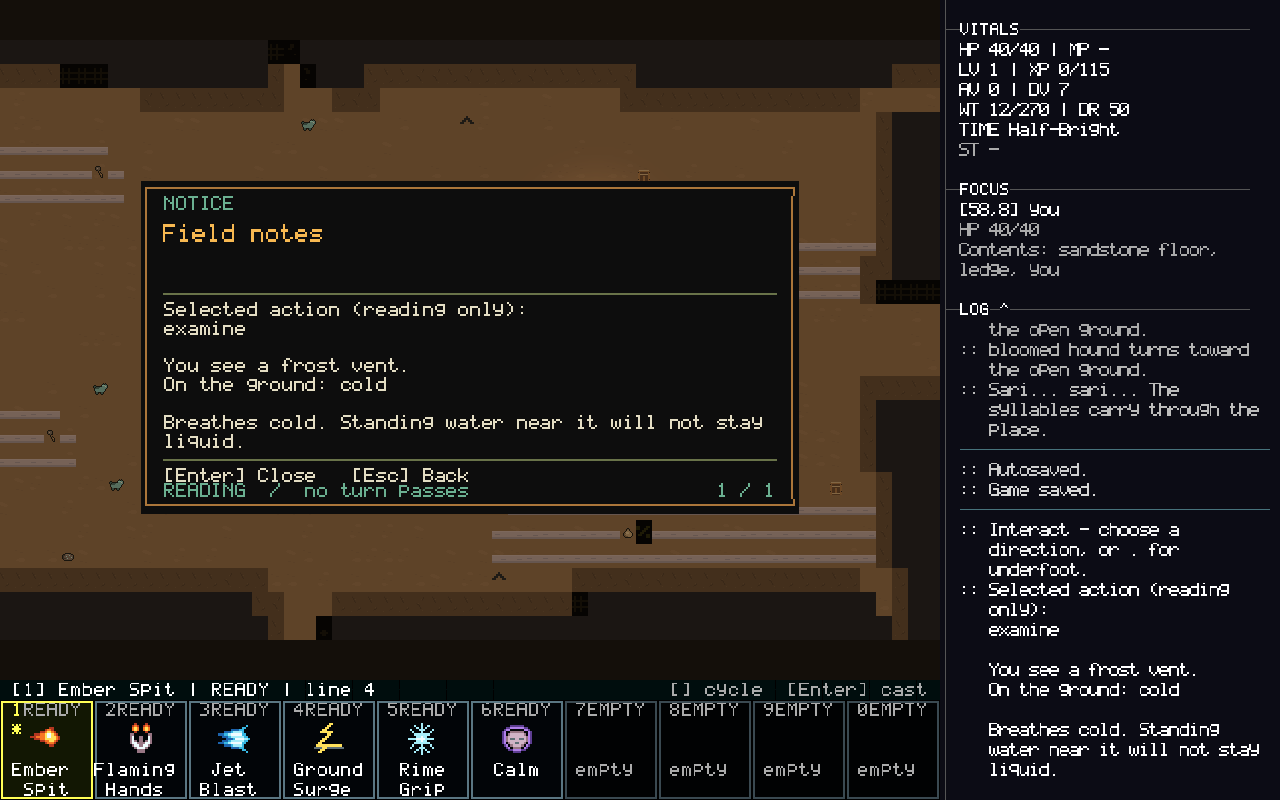 NOTICE
Field notes
Selected action (reading only):
examine
You see a frost vent.
On the ground: cold
Breathes cold. Standing water near it will not stay
liquid.
[Enter] Close [Esc] Back
READING / no turn passes 1 / 1
VITALS
HP 40/40 | MP -
LV 1 | XP 0/115
AV 0 | DV 7
WT 12/270 | DR 50
TIME Half-Bright
ST -
FOCUS
[58,8] You
HP 40/40
Contents: sandstone floor,
ledge, You
LOG ^
the open ground.
:: bloomed hound turns toward
the open ground.
:: Sari... sari... The
syllables carry through the
place.
:: Autosaved.
:: Game saved.
:: Interact - choose a
direction, or . for
underfoot.
:: Selected action (reading
only):
examine
You see a frost vent.
On the ground: cold
Breathes cold. Standing
water near it will not stay
liquid.
[1] Ember Spit | READY | line 4 [] cycle [Enter] cast
1READY 2READY 3READY 4READY 5READY 6READY 7EMPTY 8EMPTY 9EMPTY 0EMPTY
*
Ember Flaming Jet Ground Rime Calm empty empty empty empty
Spit Hands Blast Surge Grip